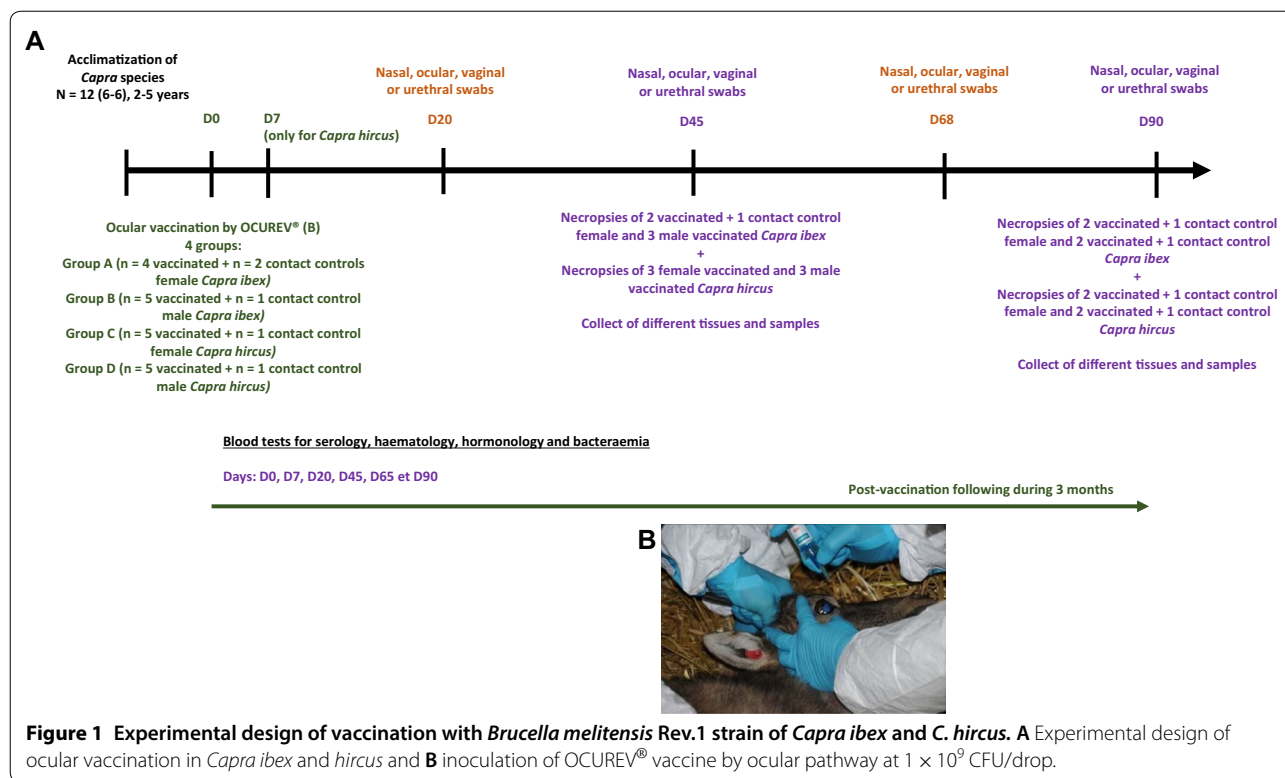 A
Acclimatization of
Capra species
N = 12 (6-6), 2-5 years
D0
D7
(only for Capra hircus)
Nasal, ocular, vaginal
or urethral swabs
D20
Nasal, ocular, vaginal
or urethral swabs
D45
Nasal, ocular, vaginal
or urethral swabs
D68
Nasal, ocular, vaginal
or urethral swabs
D90
Ocular vaccination by OCUREV® (B)
4 groups:
Group A (n = 4 vaccinated + n = 2 contact controls
female Capra ibex)
Group B (n = 5 vaccinated + n = 1 contact control
male Capra ibex)
Group C (n = 5 vaccinated + n = 1 contact control
female Capra hircus)
Group D (n = 5 vaccinated + n = 1 contact control
male Capra hircus)
Necropsies of 2 vaccinated + 1 contact control
female and 3 male vaccinated Capra ibex
+
Necropsies of 3 female vaccinated and 3 male
vaccinated Capra hircus
Collect of different tissues and samples
Necropsies of 2 vaccinated + 1 contact control
female and 2 vaccinated + 1 contact control
Capra ibex
+
Necropsies of 2 vaccinated + 1 contact control
female and 2 vaccinated + 1 contact control
Capra hircus
Collect of different tissues and samples
Blood tests for serology, haematology, hormonology and bacteraemia
Days: D0, D7, D20, D45, D65 et D90
Post-vaccination following during 3 months
B
Figure 1 Experimental design of vaccination with Brucella melitensis Rev.1 strain of Capra ibex and C. hircus. A Experimental design of
ocular vaccination in Capra ibex and hircus and B inoculation of OCUREV® vaccine by ocular pathway at 1 × 10⁹ CFU/drop.